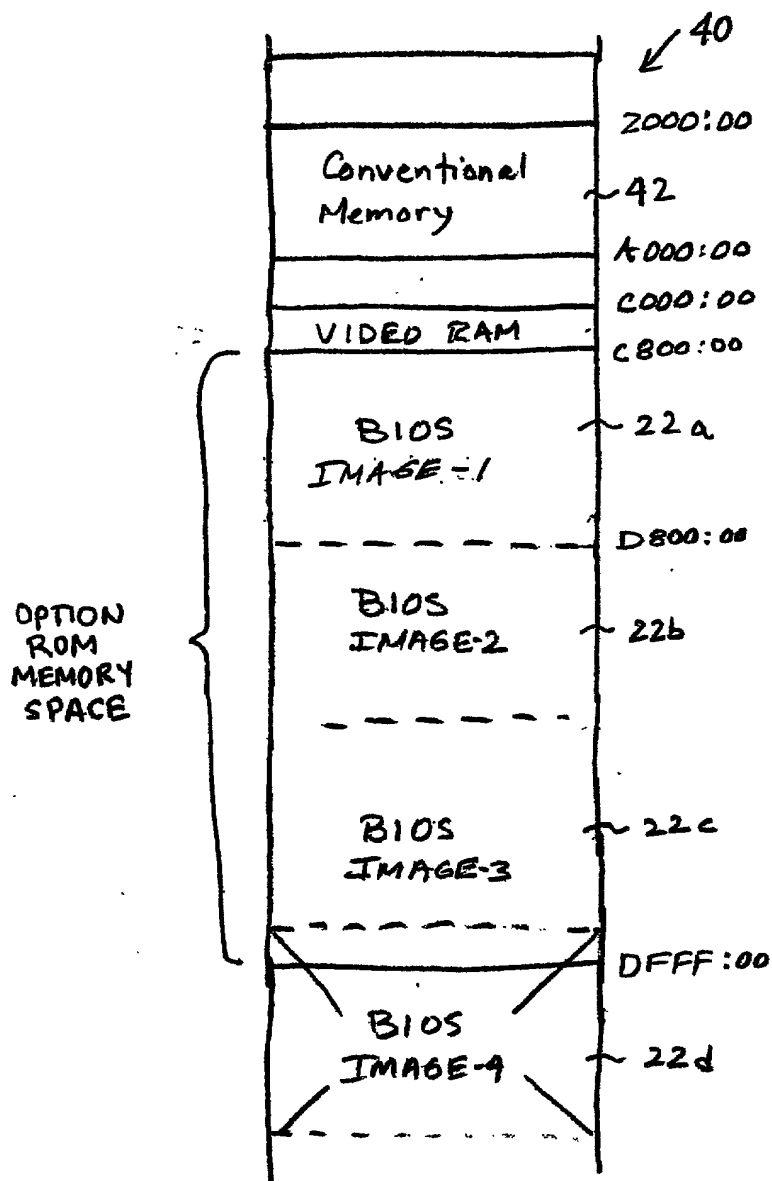 40
2000:00
Conventional
Memory
42
A000:00
C000:00
VIDEO RAM
C800:00
BIOS
IMAGE-1
22a
D800:00
OPTION
ROM
MEMORY
SPACE
BIOS
IMAGE-2
22b
BIOS
IMAGE-3
22c
DFFF:00
BIOS
IMAGE-4
22d